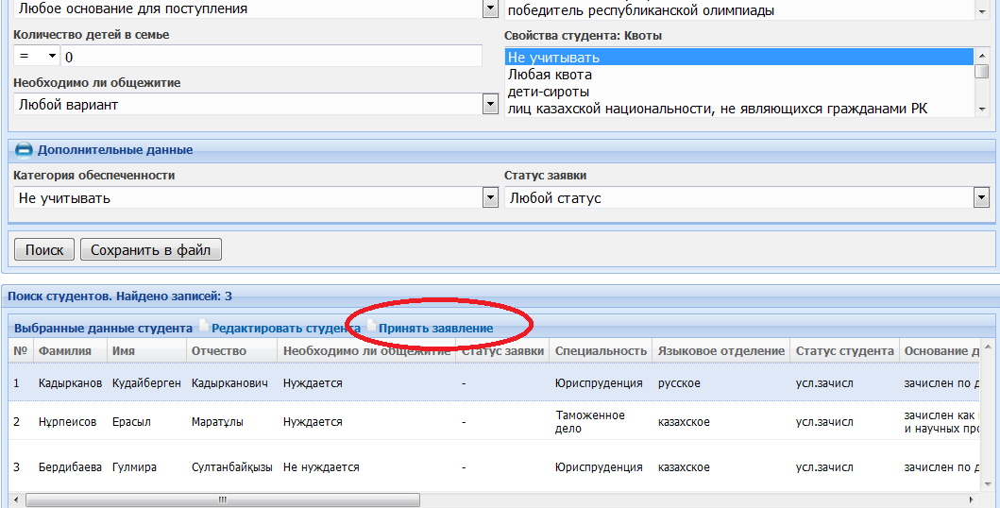 Любое основание для поступления
победитель республиканской олимпиады
Количество детей в семье
Свойства студента: Квоты
= 0
Не учитывать
Любая квота
дети-сироты
лиц казахской национальности, не являющихся гражданами РК
Необходимо ли общежитие
Любой вариант
Дополнительные данные
Категория обеспеченности
Статус заявки
Не учитывать
Любой статус
Поиск Сохранить в файл
Поиск студентов. Найдено записей: 3
Выбранные данные студента Редактировать студента Принять заявление
№ Фамилия Имя Отчество Необходимо ли общежитие Статус заявки Специальность Языковое отделение Статус студента Основание д
1 Кадырканов Кудайберген Кадырканович Нуждается - Юриспруденция русское усл.зачисл зачислен по д
2 Нұрпеисов Ерасыл Маратұлы Нуждается - Таможенное дело казахское усл.зачисл зачислен как
и научных про
3 Бердибаева Гулмира Султанбайқызы Не нуждается - Юриспруденция казахское усл.зачисл зачислен по д